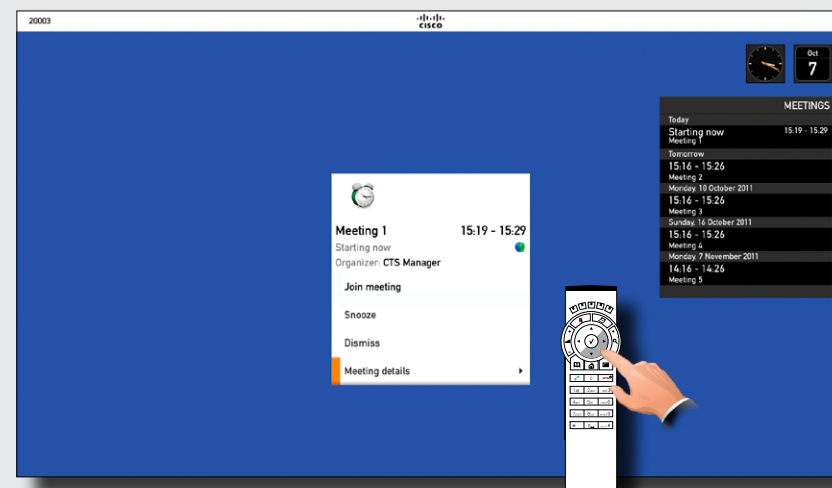 20003
CISCO
Oct
7
MEETINGS
Today
Starting now 15.19 - 15.29
Meeting 1
Tomorrow
15:16 - 15:26
Meeting 2
Monday, 10 October 2011
15:16 - 15:26
Meeting 3
Sunday, 16 October 2011
15:16 - 15:26
Meeting 4
Monday, 7 November 2011
14:16 - 14:26
Meeting 5
Meeting 1 15:19 - 15:29
Starting now
Organizer: CTS Manager
Join meeting
Snooze
Dismiss
Meeting details